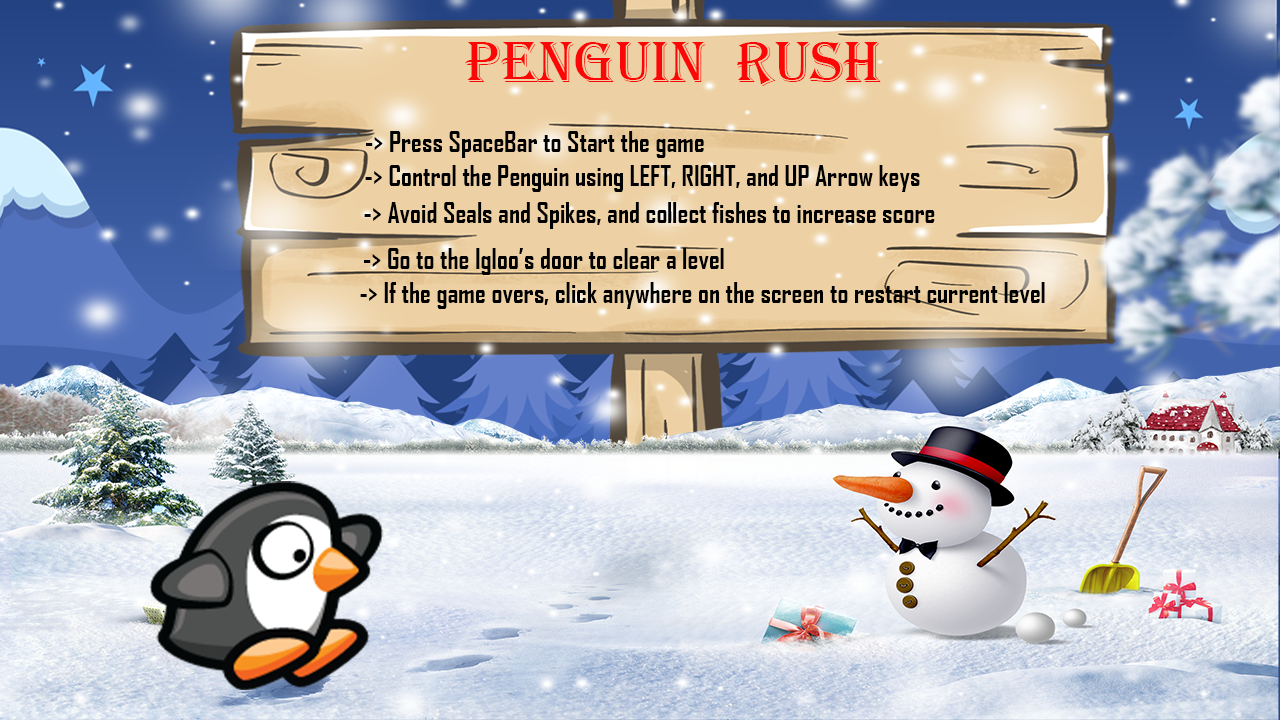 PENGUIN RUSH
-> Press SpaceBar to Start the game
-> Control the Penguin using LEFT, RIGHT, and UP Arrow keys
-> Avoid Seals and Spikes, and collect fishes to increase score
-> Go to the Igloo's door to clear a level
-> If the game overs, click anywhere on the screen to restart current level